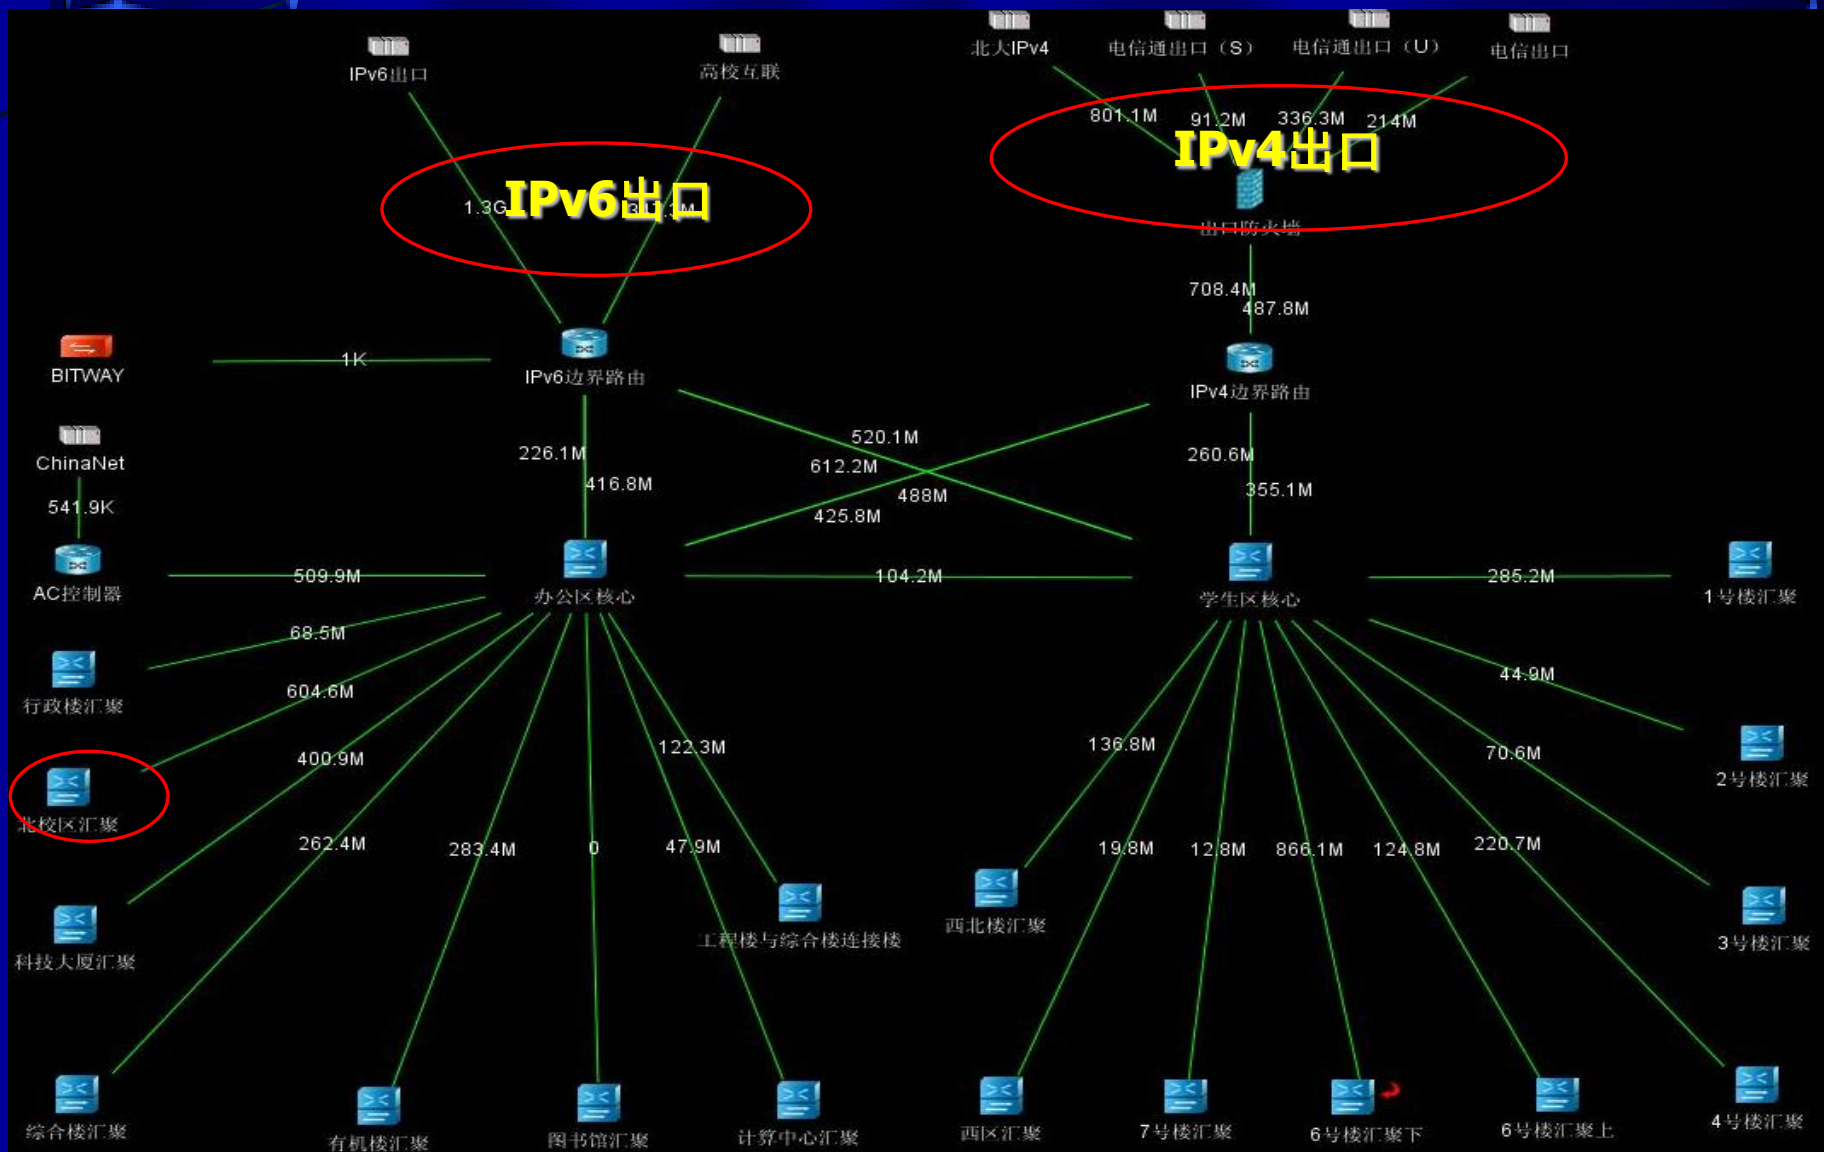 北大IPv4
电信通出口（S）
电信通出口（U）
电信出口
IPv6出口
高校互联
801.1M
91.2M
336.3M
214M
IPv4出口
IPv6出口
1.3G
出口防火墙
708.4M
487.8M
BITWAY
1K
IPv6边界路由
IPv4边界路由
ChinaNet
541.9K
226.1M
416.8M
520.1M
612.2M
488M
425.8M
260.6M
355.1M
AC控制器
509.9M
办公区核心
104.2M
学生区核心
285.2M
1号楼汇聚
68.5M
行政楼汇聚
604.6M
44.9M
2号楼汇聚
北校区汇聚
400.9M
122.3M
136.8M
70.6M
262.4M
283.4M
0
47.9M
19.8M
12.8M
866.1M
124.8M
220.7M
科技大厦汇聚
工程楼与综合楼连接楼
西北楼汇聚
3号楼汇聚
综合楼汇聚
有机楼汇聚
图书馆汇聚
计算中心汇聚
西区汇聚
7号楼汇聚
6号楼汇聚下
6号楼汇聚上
4号楼汇聚